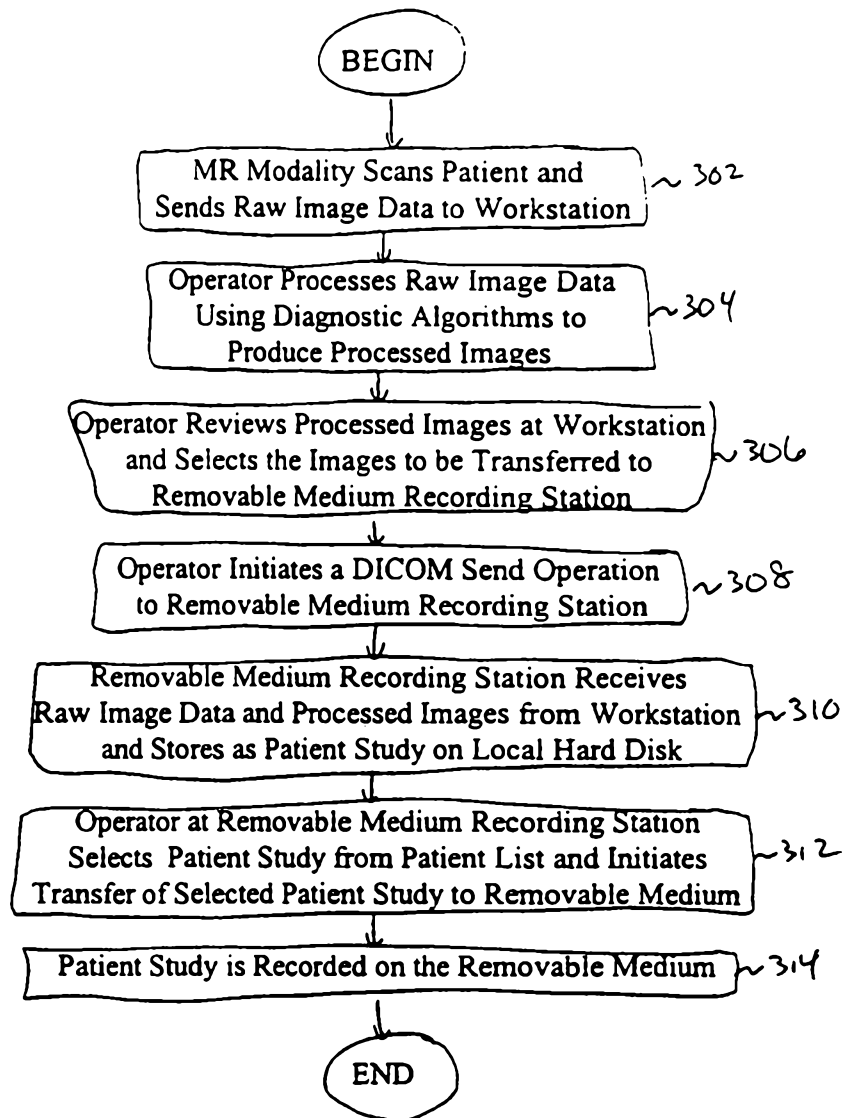 BEGIN
MR Modality Scans Patient and
Sends Raw Image Data to Workstation
~302
Operator Processes Raw Image Data
Using Diagnostic Algorithms to
Produce Processed Images
~304
Operator Reviews Processed Images at Workstation
and Selects the Images to be Transferred to
Removable Medium Recording Station
~306
Operator Initiates a DICOM Send Operation
to Removable Medium Recording Station
~308
Removable Medium Recording Station Receives
Raw Image Data and Processed Images from Workstation
and Stores as Patient Study on Local Hard Disk
~310
Operator at Removable Medium Recording Station
Selects Patient Study from Patient List and Initiates
Transfer of Selected Patient Study to Removable Medium
~312
Patient Study is Recorded on the Removable Medium
~314
END